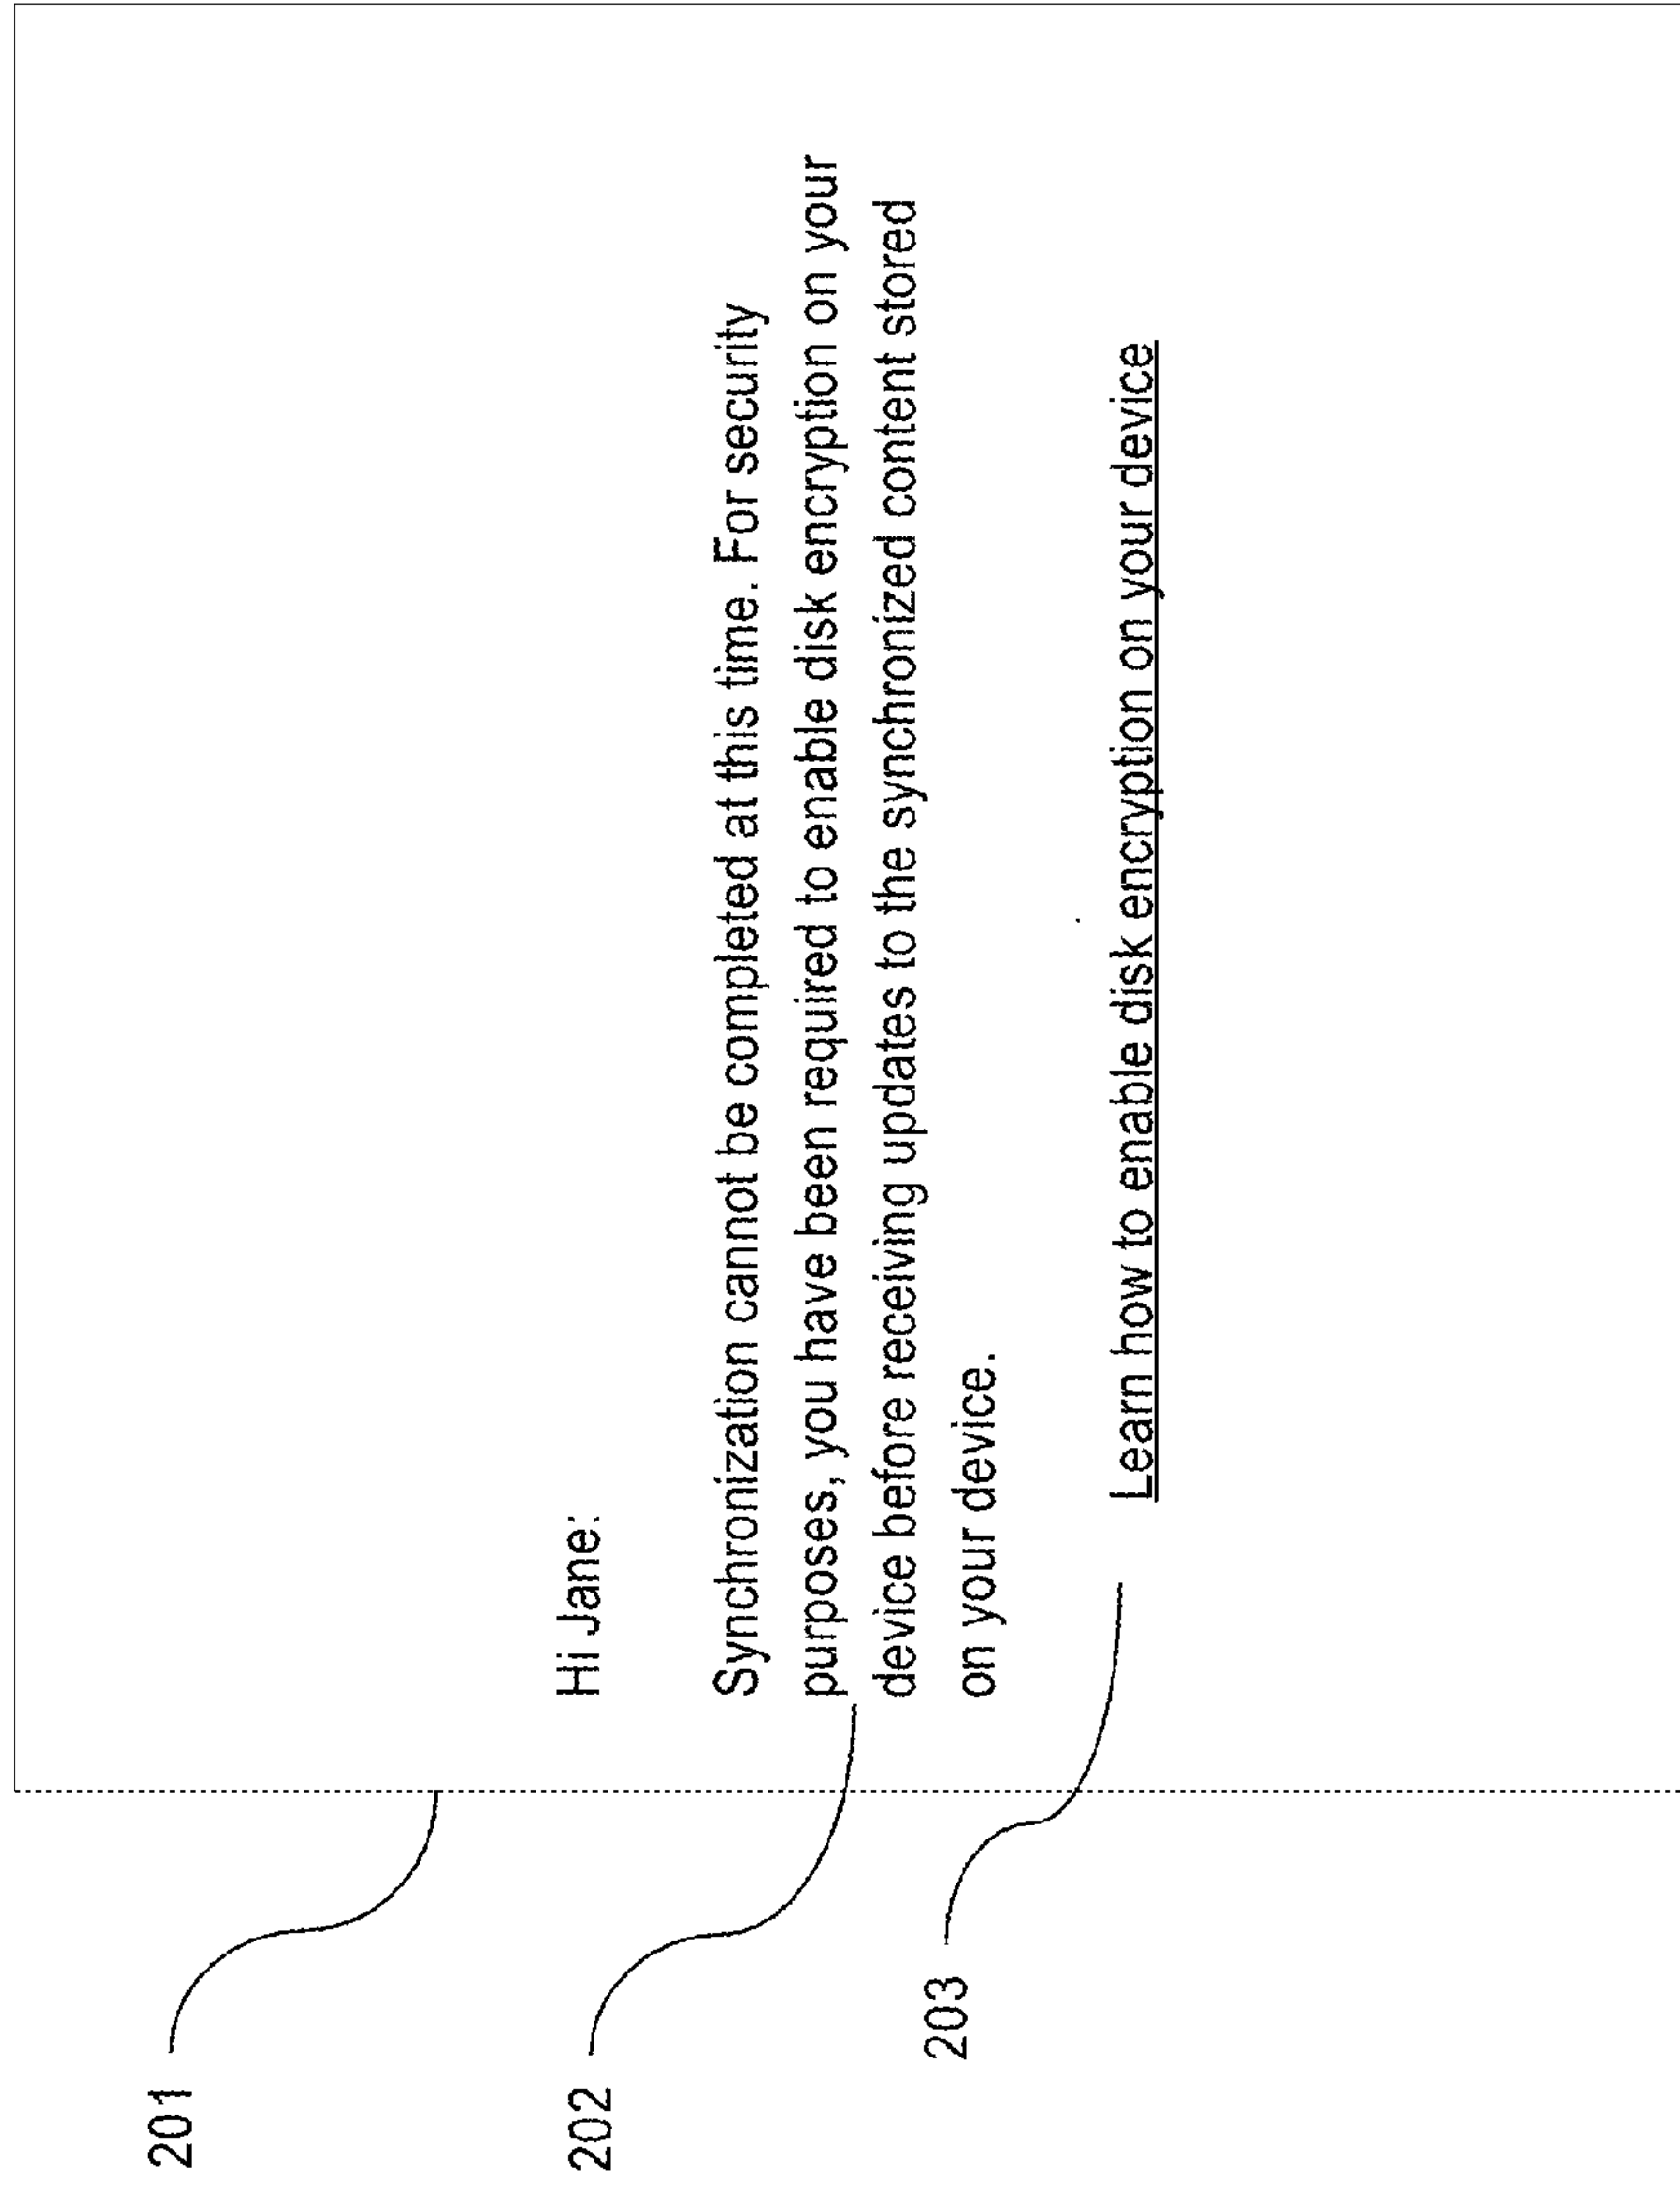 201
Hi Jane:
202
Synchronization cannot be completed at this time. For security
purposes, you have been required to enable disk encryption on your
device before receiving updates to the synchronized content stored
on your device.
203
Learn how to enable disk encryption on your device